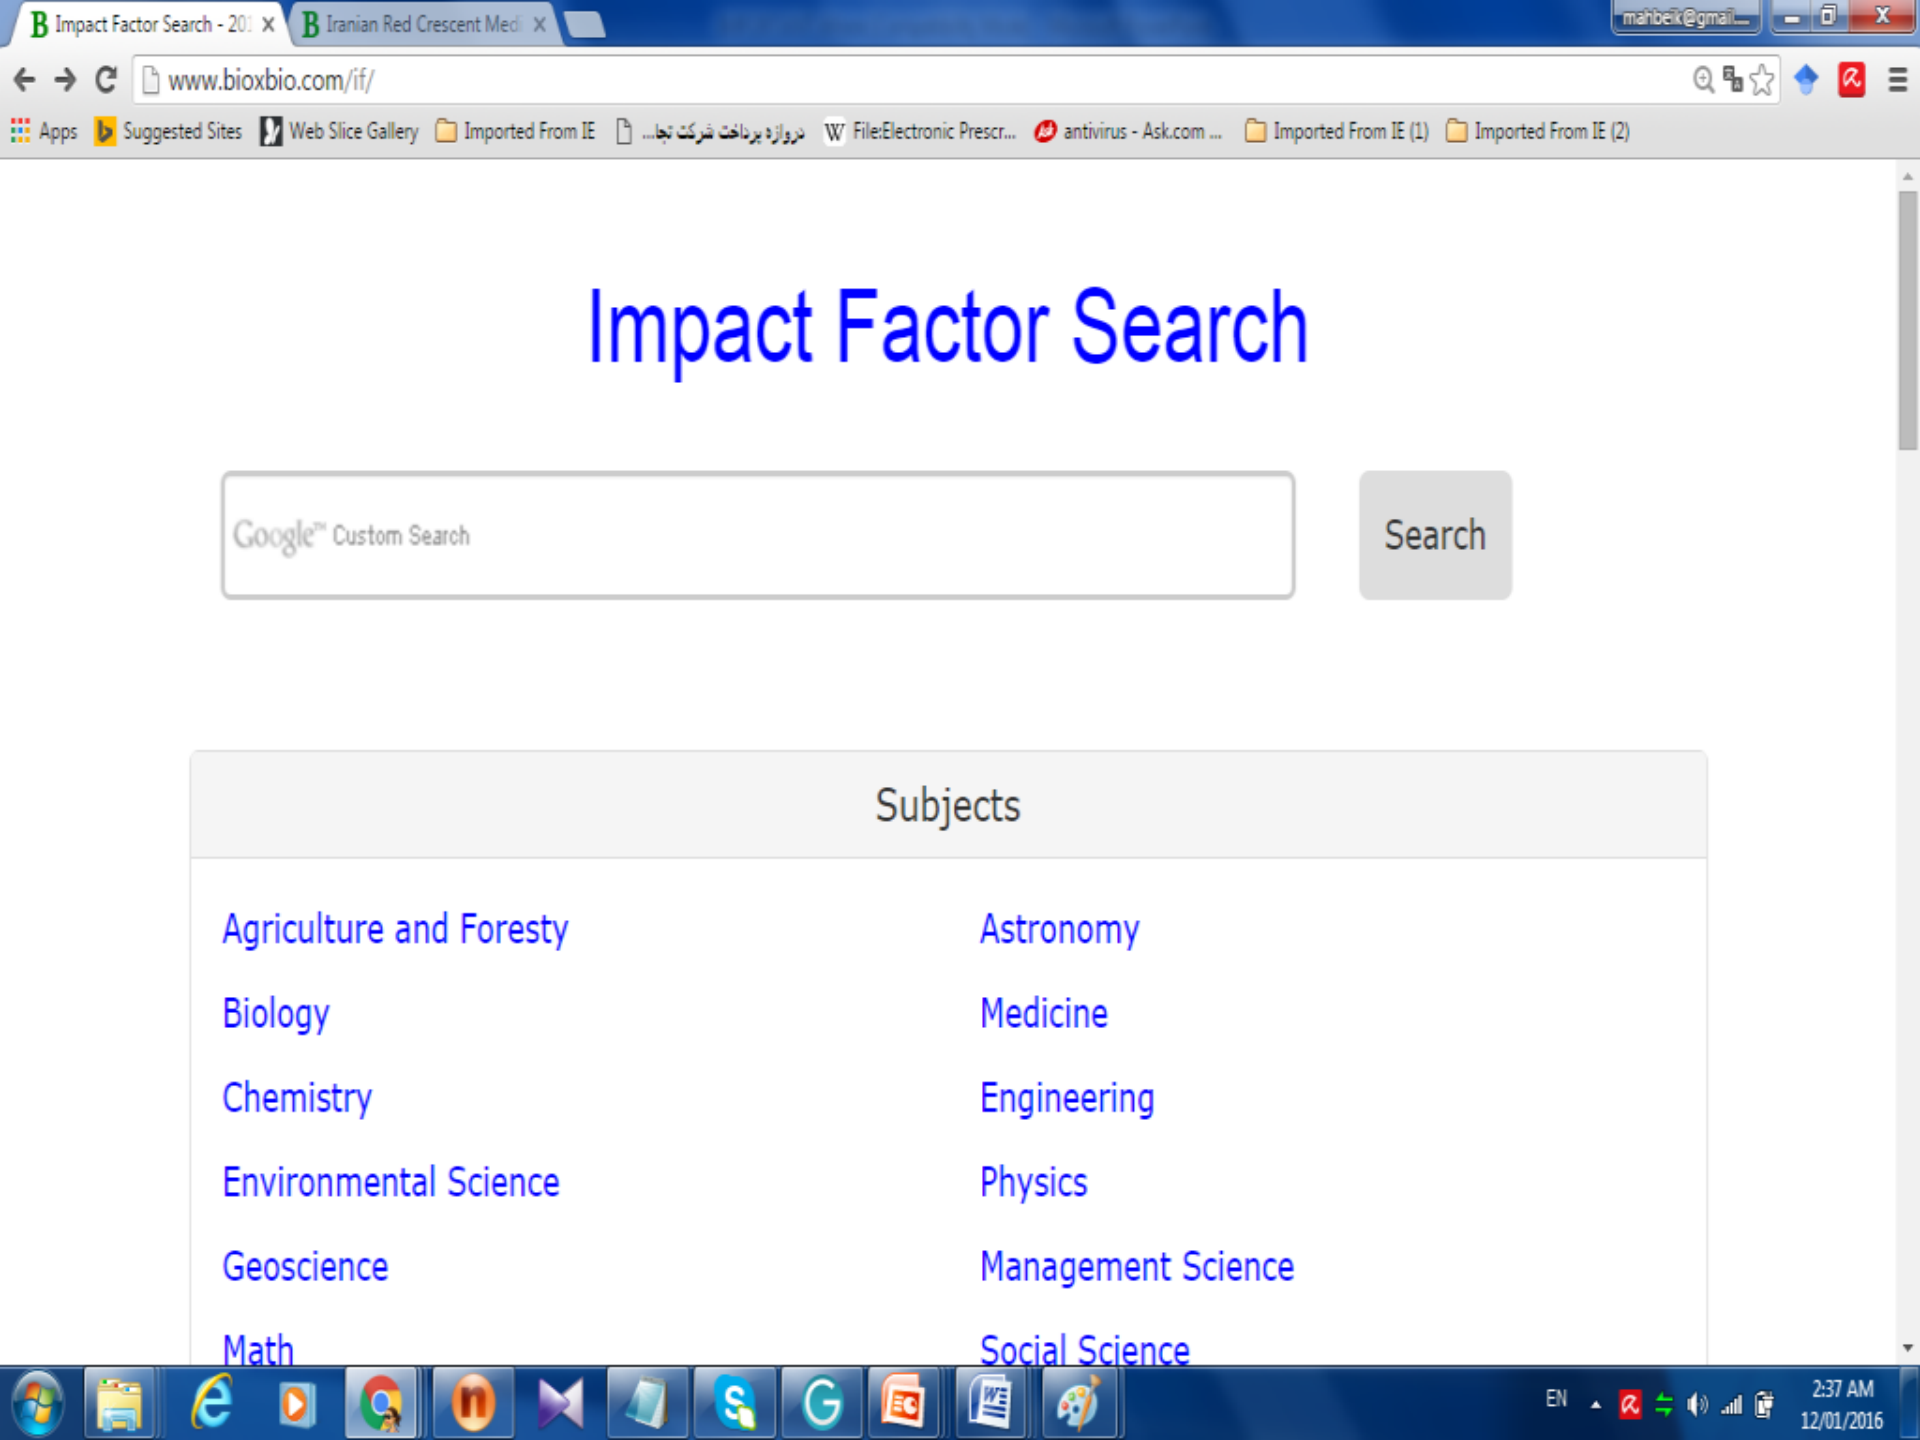 Impact Factor Search - 20
Iranian Red Crescent Med
mahbeik@gmail...
www.bioxbio.com/if/
Apps Suggested Sites Web Slice Gallery Imported From IE دروازه پرداخت شرکت تجا... File:Electronic Prescr... antivirus - Ask.com ... Imported From IE (1) Imported From IE (2)
Impact Factor Search
Google™ Custom Search
Search
Subjects
Agriculture and Foresty Astronomy
Biology Medicine
Chemistry Engineering
Environmental Science Physics
Geoscience Management Science
Math Social Science
EN
2:37 AM
12/01/2016